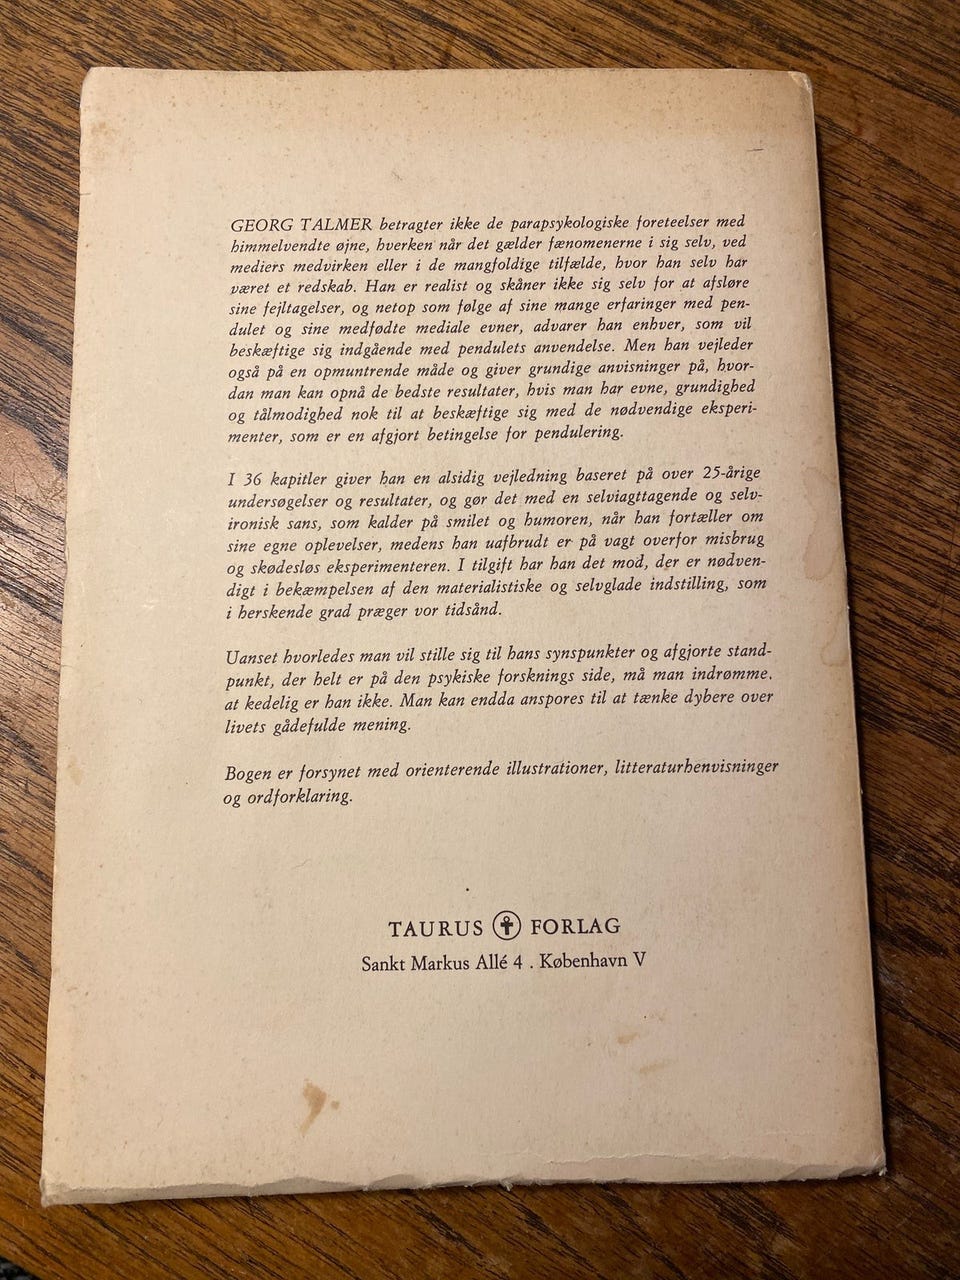 GEORG TALMER betragter ikke de parapsykologiske foreteelser med
himmelvendte øjne, hverken når det gælder fænomenerne i sig selv, ved
mediers medvirken eller i de mangfoldige tilfælde, hvor han selv har
været et redskab. Han er realist og skåner ikke sig selv for at afsløre
sine fejltagelser, og netop som følge af sine mange erfaringer med pen-
dulet og sine medfødte mediale evner, advarer han enhver, som vil
beskæftige sig indgående med pendulets anvendelse. Men han vejleder
også på en opmuntrende måde og giver grundige anvisninger på, hvor-
dan man kan opnå de bedste resultater, hvis man har evne, grundighed
og tålmodighed nok til at beskæftige sig med de nødvendige eksperi-
menter, som er en afgjort betingelse for pendulering.
I 36 kapitler giver han en alsidig vejledning baseret på over 25-årige
undersøgelser og resultater, og gør det med en selviagttagende og selv-
ironisk sans, som kalder på smilet og humoren, når han fortæller om
sine egne oplevelser, medens han uafbrudt er på vagt overfor misbrug
og skødesløs eksperimenteren. I tilgift har han det mod, der er nødven-
digt i bekæmpelsen af den materialistiske og selvglade indstilling, som
i herskende grad præger vor tidsånd.
Uanset hvorledes man vil stille sig til hans synspunkter og afgjorte stand-
punkt, der helt er på den psykiske forsknings side, må man indrømme.
at kedelig er han ikke. Man kan endda anspores til at tænke dybere over
livets gådefulde mening.
Bogen er forsynet med orienterende illustrationer, litteraturhenvisninger
og ordforklaring.
TAURUS FORLAG
Sankt Markus Allé 4 . København V